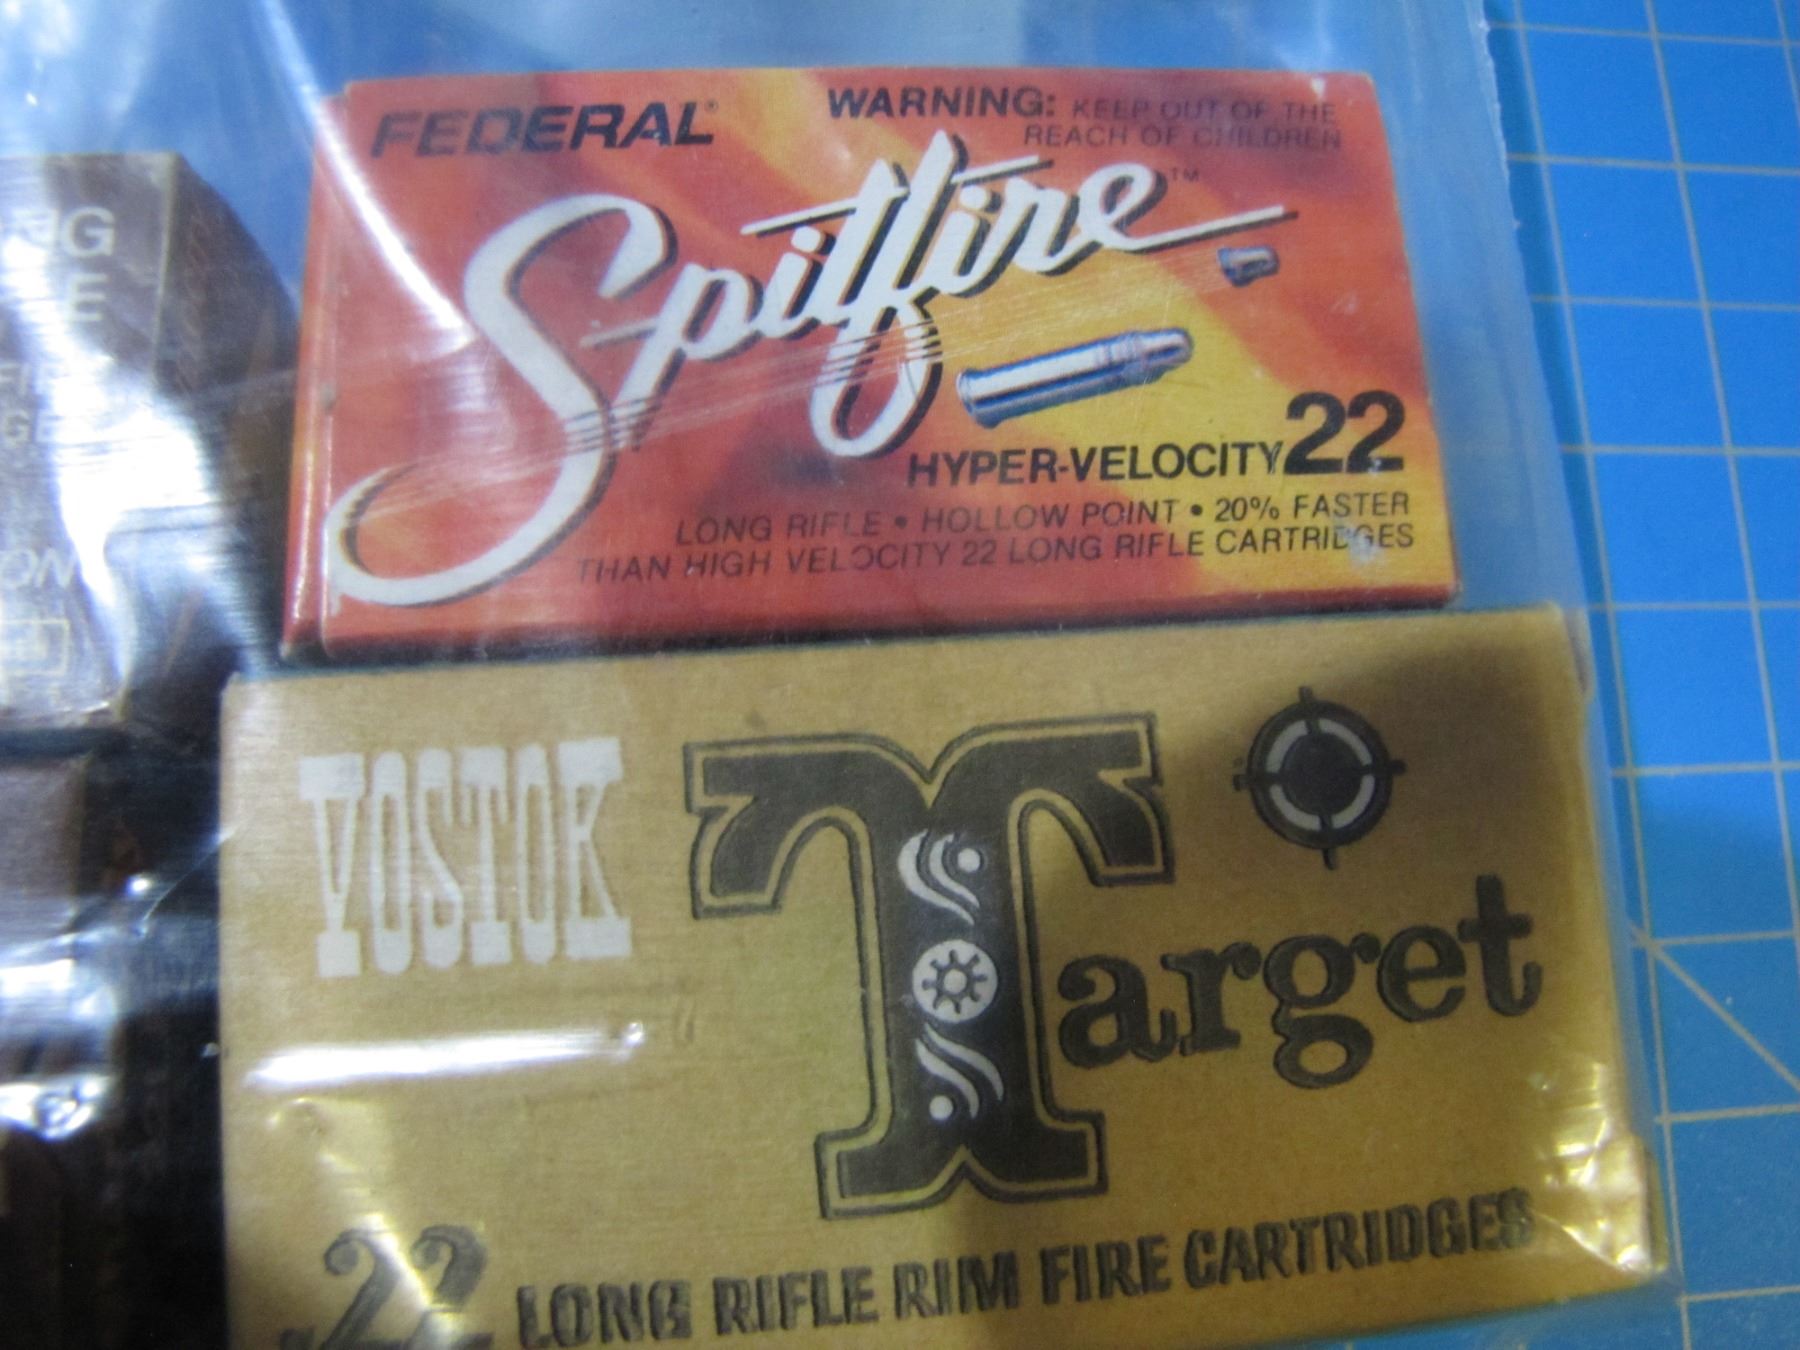 FEDERAL®
WARNING: KEEP OUT OF THE
REACH OF CHILDREN
Spitfire™
HYPER-VELOCITY 22
LONG RIFLE • HOLLOW POINT • 20% FASTER
THAN HIGH VELOCITY 22 LONG RIFLE CARTRIDGES
VOSTOK
Target
.22 LONG RIFLE RIM FIRE CARTRIDGES